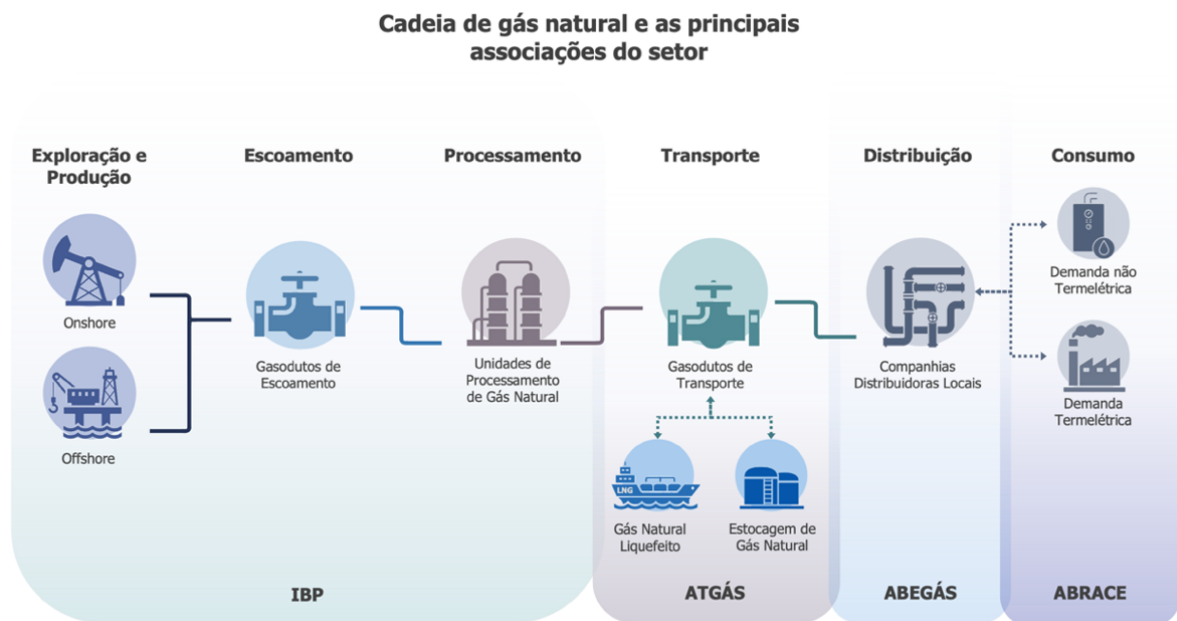 Cadeia de gás natural e as principais
associações do setor
Exploração e
Produção
Escoamento
Processamento
Transporte
Distribuição
Consumo
Onshore
Offshore
Gasodutos de
Escoamento
Unidades de
Processamento
de Gás Natural
Gasodutos de
Transporte
LNG
Gás Natural
Liquefeito
Estocagem de
Gás Natural
Companhias
Distribuidoras Locais
Demanda não
Termelétrica
Demanda
Termelétrica
IBP
ATGÁS
ABEGÁS
ABRACE